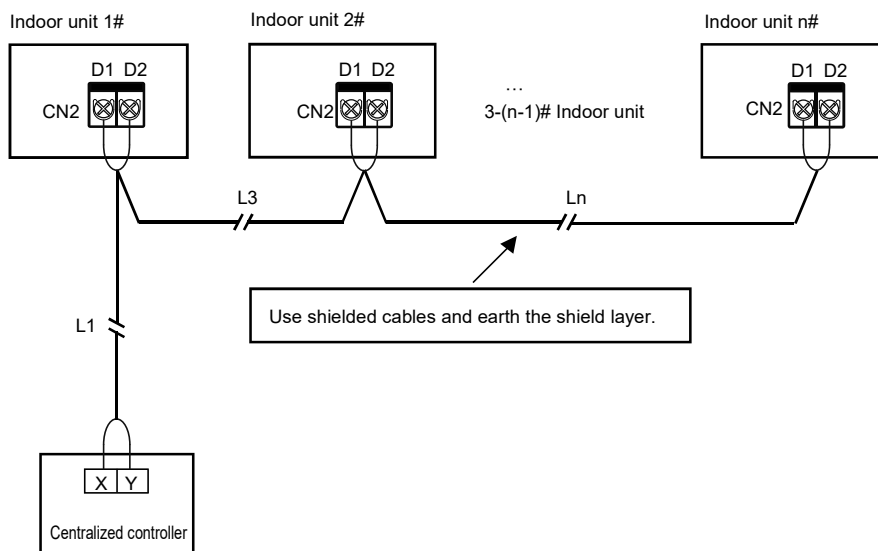 Indoor unit 1#
Indoor unit 2#
Indoor unit n#
D1 D2
CN2
D1 D2
CN2
…
3-(n-1)# Indoor unit
D1 D2
CN2
L3
Ln
Use shielded cables and earth the shield layer.
L1
X Y
Centralized controller